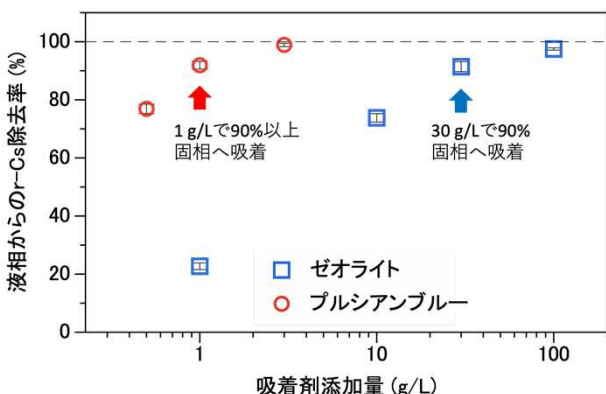 液相からのr-Cs除去率 (%)
100
80
60
40
20
0
1 g/Lで90%以上
固相へ吸着
30 g/Lで90%
固相へ吸着
ゼオライト
プルシアンブルー
1
10
100
吸着剤添加量 (g/L)